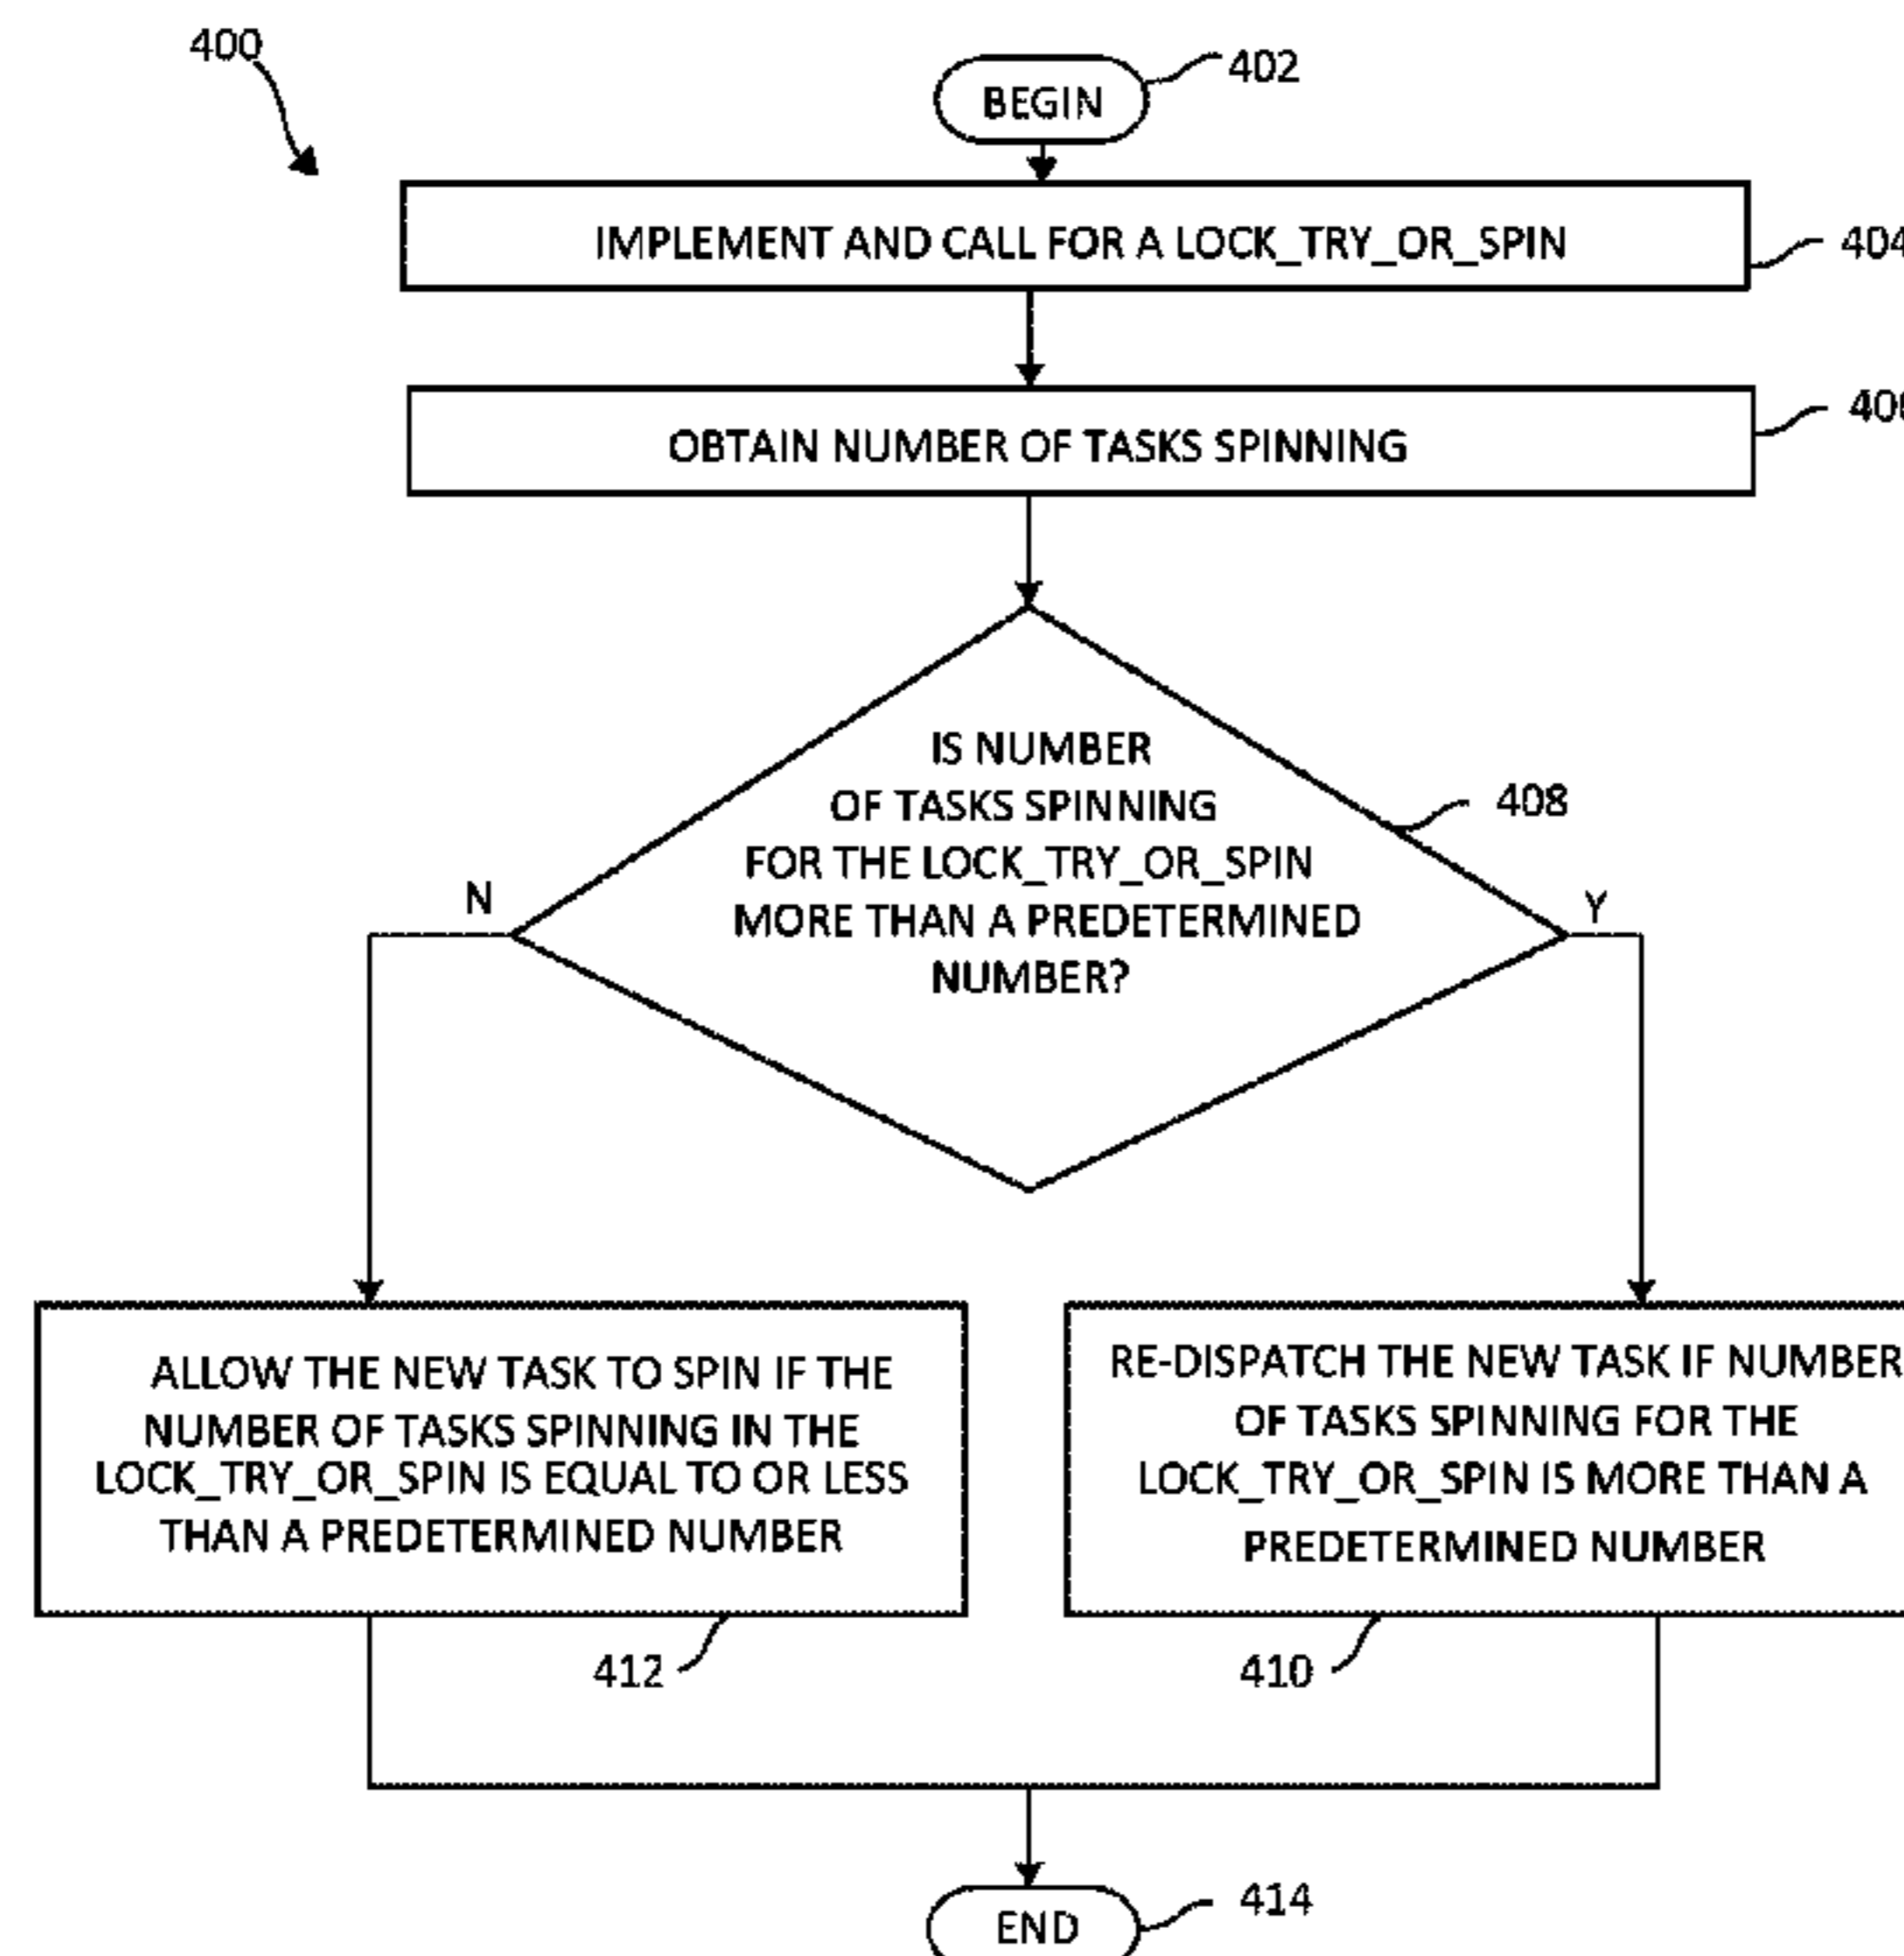 400
BEGIN
402
IMPLEMENT AND CALL FOR A LOCK_TRY_OR_SPIN
404
OBTAIN NUMBER OF TASKS SPINNING
406
IS NUMBER
OF TASKS SPINNING
FOR THE LOCK_TRY_OR_SPIN
MORE THAN A PREDETERMINED
NUMBER?
408
N
Y
ALLOW THE NEW TASK TO SPIN IF THE
NUMBER OF TASKS SPINNING IN THE
LOCK_TRY_OR_SPIN IS EQUAL TO OR LESS
THAN A PREDETERMINED NUMBER
412
RE-DISPATCH THE NEW TASK IF NUMBER
OF TASKS SPINNING FOR THE
LOCK_TRY_OR_SPIN IS MORE THAN A
PREDETERMINED NUMBER
410
END
414